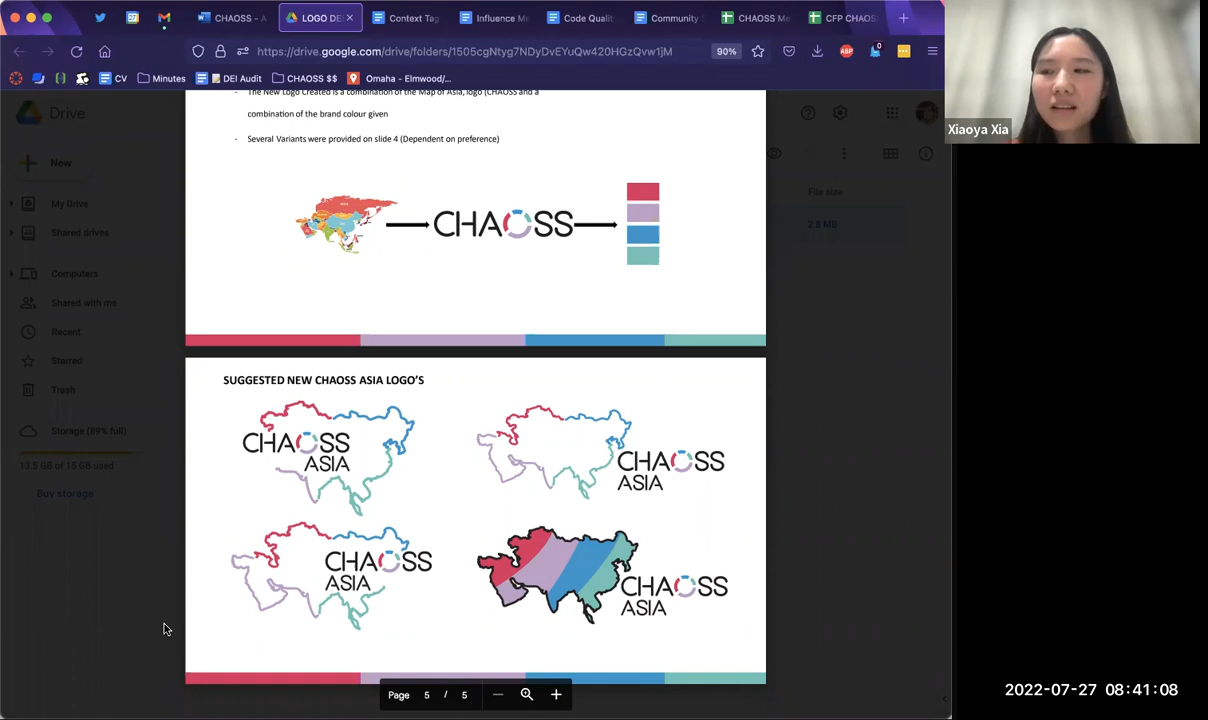 CHAOSS - A
LOGO DE
Context Tag
Influence Me
Code Quali
Community
CHAOSS Me
CFP CHAOS
https://drive.google.com/drive/folders/1505cgNtyg7NDyDvEYuQw420HGzQvw1jM
90%
ABP
0
CV
Minutes
DEI Audit
CHAOSS $$
Omaha - Elmwood/...
Drive
New
My Drive
Shared drives
Computers
Shared with me
Recent
Starred
Trash
Storage (89% full)
13.5 GB of 15 GB used
Buy storage
File size
2.8 MB
- The New Logo Created is a combination of the Map of Asia, logo (CHAOSS and a
combination of the brand colour given
- Several Variants were provided on slide 4 (Dependent on preference)
CHAOSS
SUGGESTED NEW CHAOSS ASIA LOGO'S
CHAOSS
ASIA
CHAOSS
ASIA
CHAOSS
ASIA
CHAOSS
ASIA
Page 5 / 5
Xiaoya Xia
2022-07-27 08:41:08